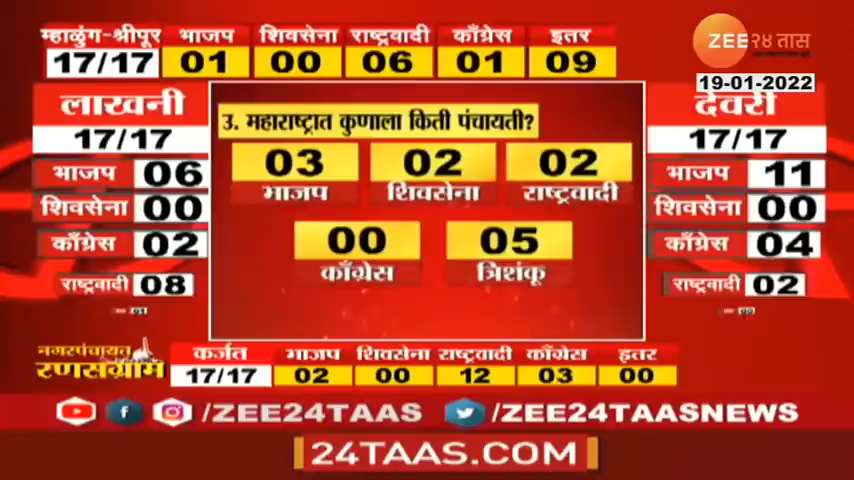 म्हाळुंग-श्रीपूर भाजप शिवसेना राष्ट्रवादी काँग्रेस इतर
17/17 01 00 06 01 09
ZEE २४ तास
19-01-2022
लाखनी
17/17
भाजप 06
शिवसेना 00
काँग्रेस 02
राष्ट्रवादी 08
3. महाराष्ट्रात कुणाला किती पंचायती?
03 02 02
भाजप शिवसेना राष्ट्रवादी
00 05
काँग्रेस त्रिशंकू
देवरी
17/17
भाजप 11
शिवसेना 00
काँग्रेस 04
राष्ट्रवादी 02
नगरपंचायत
रणसंग्राम
कर्जत भाजप शिवसेना राष्ट्रवादी काँग्रेस इतर
17/17 02 00 12 03 00
/ZEE24TAAS /ZEE24TAASNEWS
24TAAS.COM